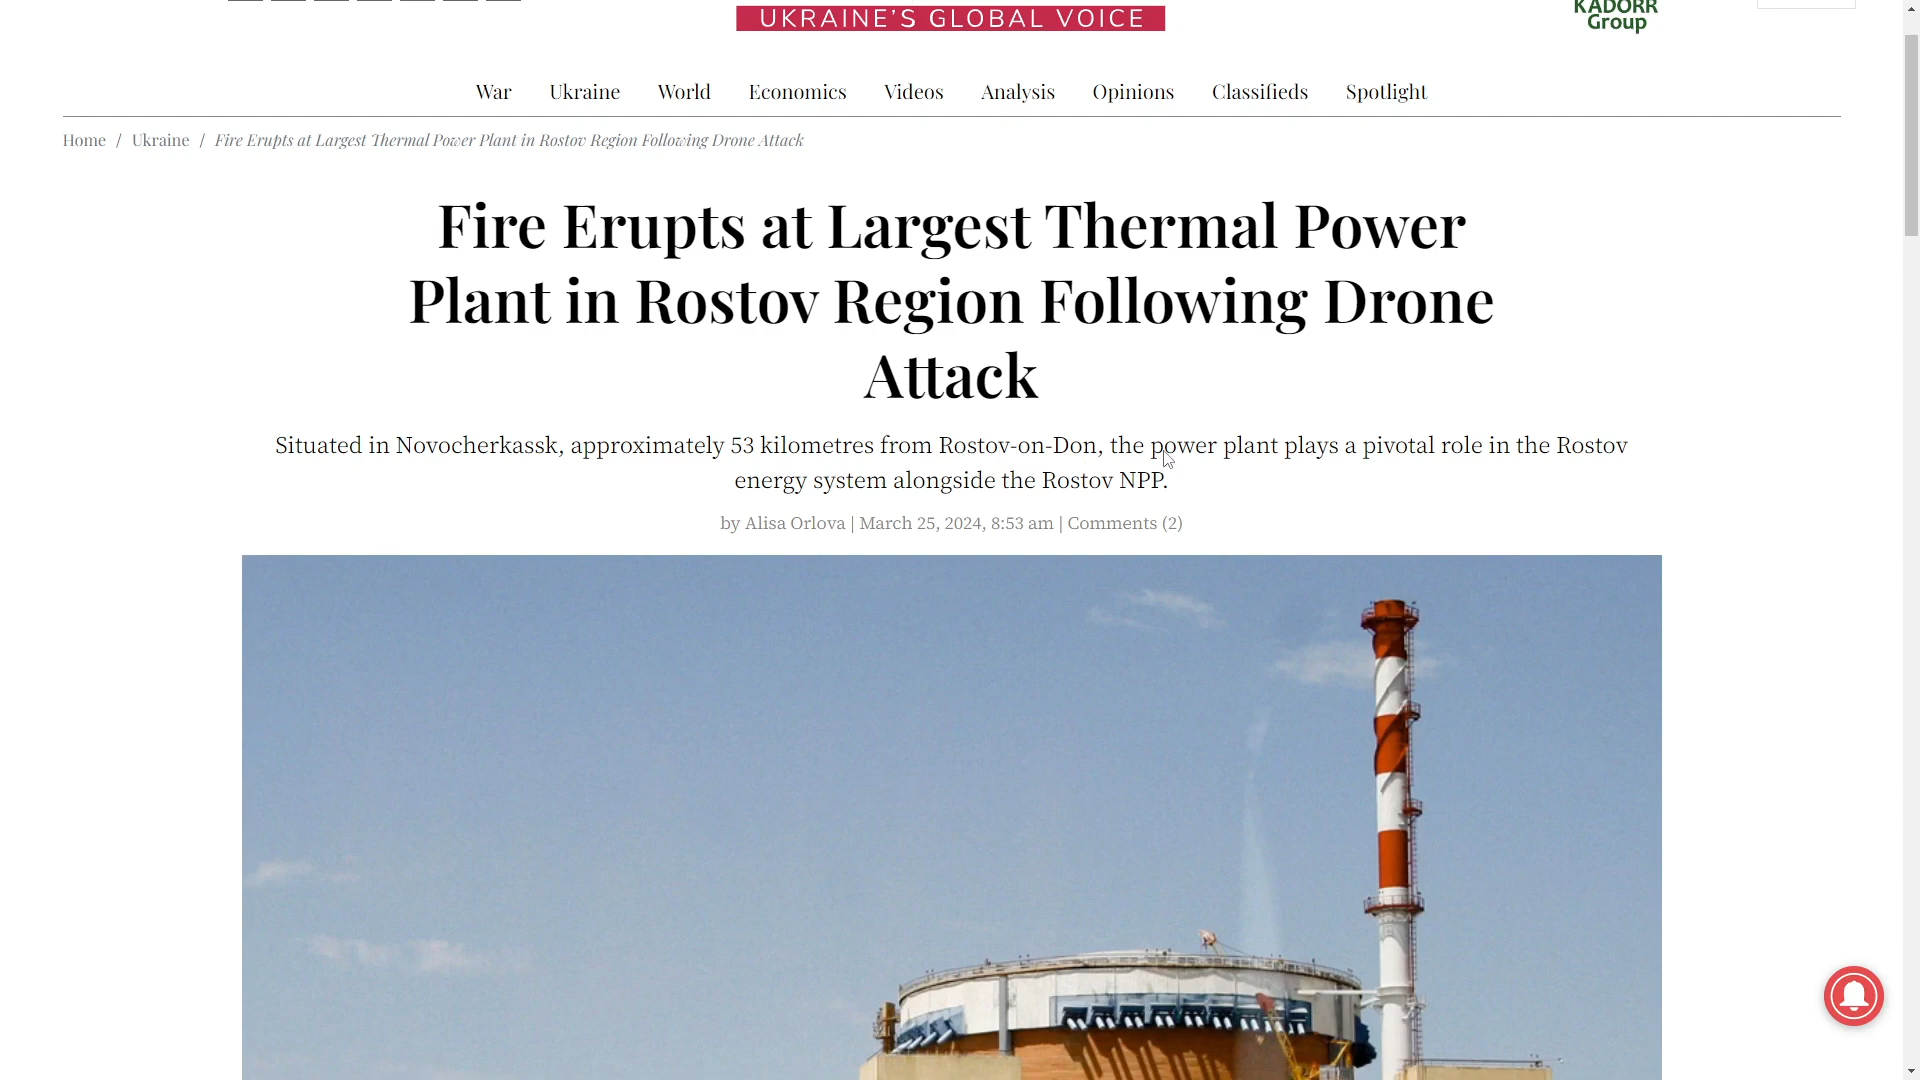 UKRAINE'S GLOBAL VOICE
KADORR
Group
War Ukraine World Economics Videos Analysis Opinions Classifieds Spotlight
Home / Ukraine / Fire Erupts at Largest Thermal Power Plant in Rostov Region Following Drone Attack
Fire Erupts at Largest Thermal Power
Plant in Rostov Region Following Drone
Attack
Situated in Novocherkassk, approximately 53 kilometres from Rostov-on-Don, the power plant plays a pivotal role in the Rostov
energy system alongside the Rostov NPP.
by Alisa Orlova | March 25, 2024, 8:53 am | Comments (2)